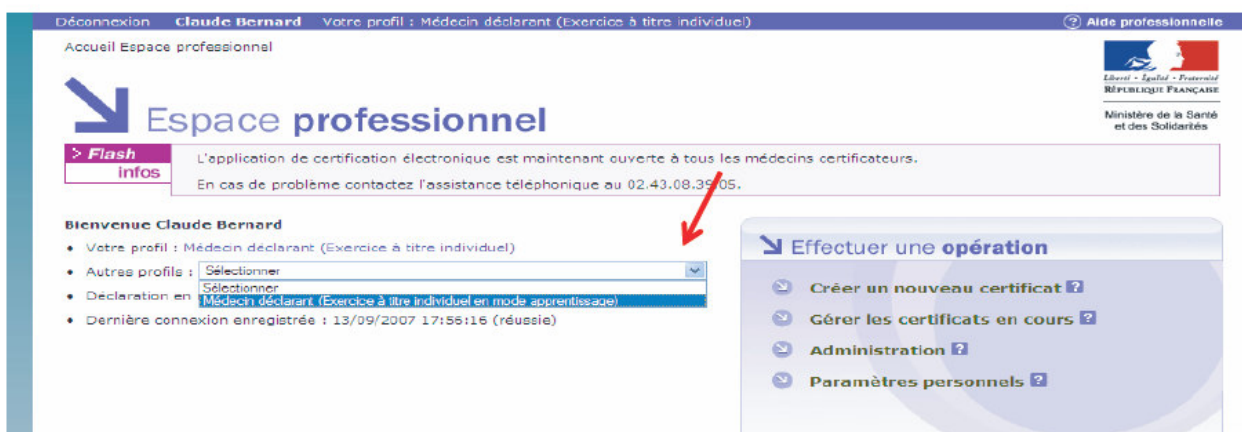 Déconnexion Claude Bernard Votre profil : Médecin déclarant (Exercice à titre individuel) ? Aide professionnelle
Accueil Espace professionnel
Liberté • Égalité • Fraternité
RÉPUBLIQUE FRANÇAISE
Ministère de la Santé
et des Solidarités
Espace professionnel
> Flash infos
L'application de certification électronique est maintenant ouverte à tous les médecins certificateurs.
En cas de problème contactez l'assistance téléphonique au 02.43.08.39.05.
Bienvenue Claude Bernard
• Votre profil : Médecin déclarant (Exercice à titre individuel)
• Autres profils : Sélectionner
Sélectionner
• Déclaration en Médecin déclarant (Exercice à titre individuel en mode apprentissage)
• Dernière connexion enregistrée : 13/09/2007 17:56:16 (réussie)
Effectuer une opération
Créer un nouveau certificat ?
Gérer les certificats en cours ?
Administration ?
Paramètres personnels ?